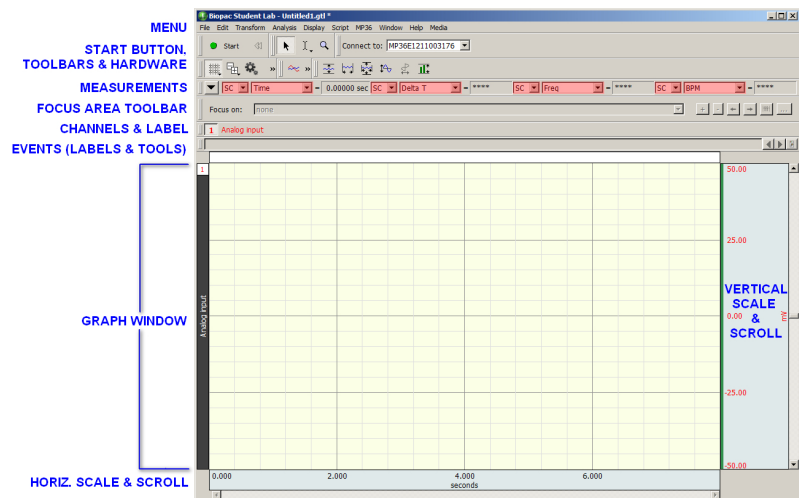 Biopac Student Lab - Untitled1.gtl *
MENU
File Edit Transform Analysis Display Script MP36 Window Help Media
START BUTTON,
TOOLBARS & HARDWARE
Start
Connect to: MP36E1211003176
MEASUREMENTS
SC Time = 0.00000 sec SC Delta T = **** SC Freq = **** SC BPM = ****
FOCUS AREA TOOLBAR
Focus on: none
CHANNELS & LABEL
1 Analog input
EVENTS (LABELS & TOOLS)
1
50.00
25.00
VERTICAL
SCALE
0.00 & mV
SCROLL
Analog input
GRAPH WINDOW
-25.00
-50.00
HORIZ. SCALE & SCROLL
0.000 2.000 4.000 6.000
seconds